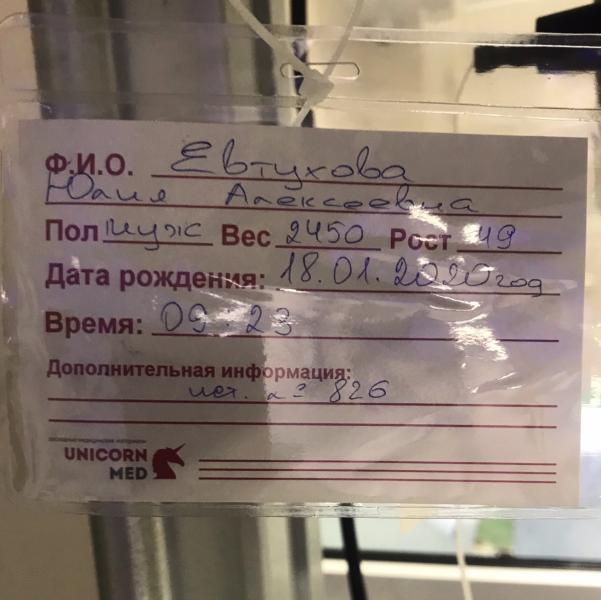 Ф.И.О. Евтухова
Юлия Алексеевна
Пол муж Вес 2450 Рост 49
Дата рождения: 18.01.2020 год
Время: 09:23
Дополнительная информация:
ист. № 826
UNICORN
MED